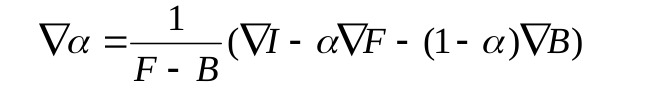 ∇α = 1/(F − B) (∇I − α∇F − (1 − α)∇B)